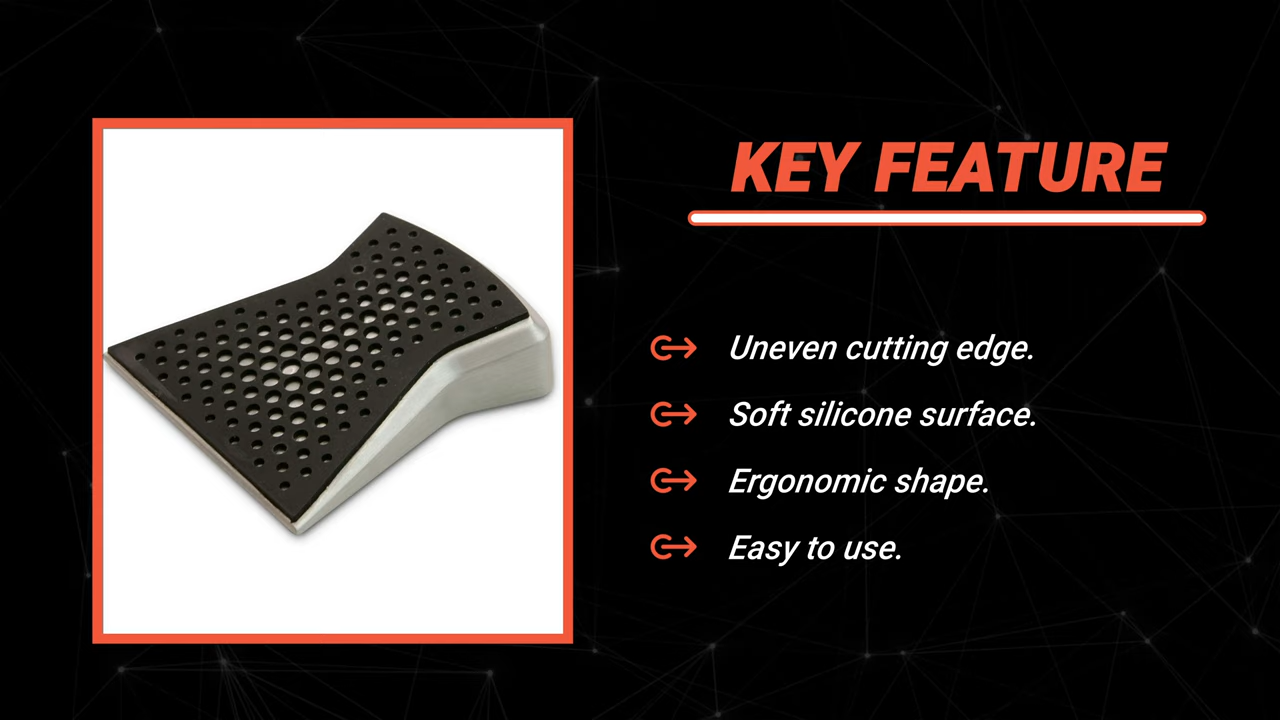 KEY FEATURE
Uneven cutting edge.
Soft silicone surface.
Ergonomic shape.
Easy to use.